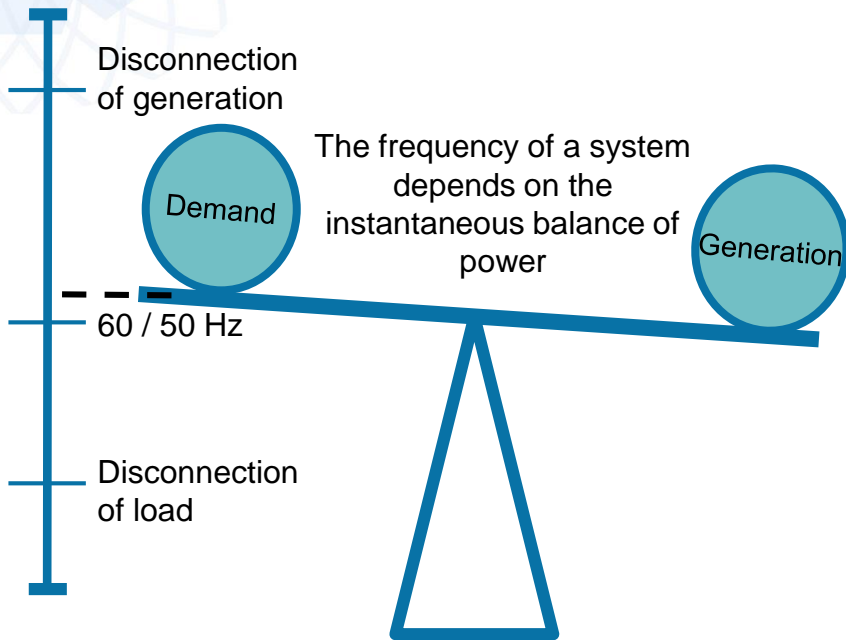 Disconnection
of generation
The frequency of a system
depends on the
instantaneous balance of
power
Demand
Generation
60 / 50 Hz
Disconnection
of load